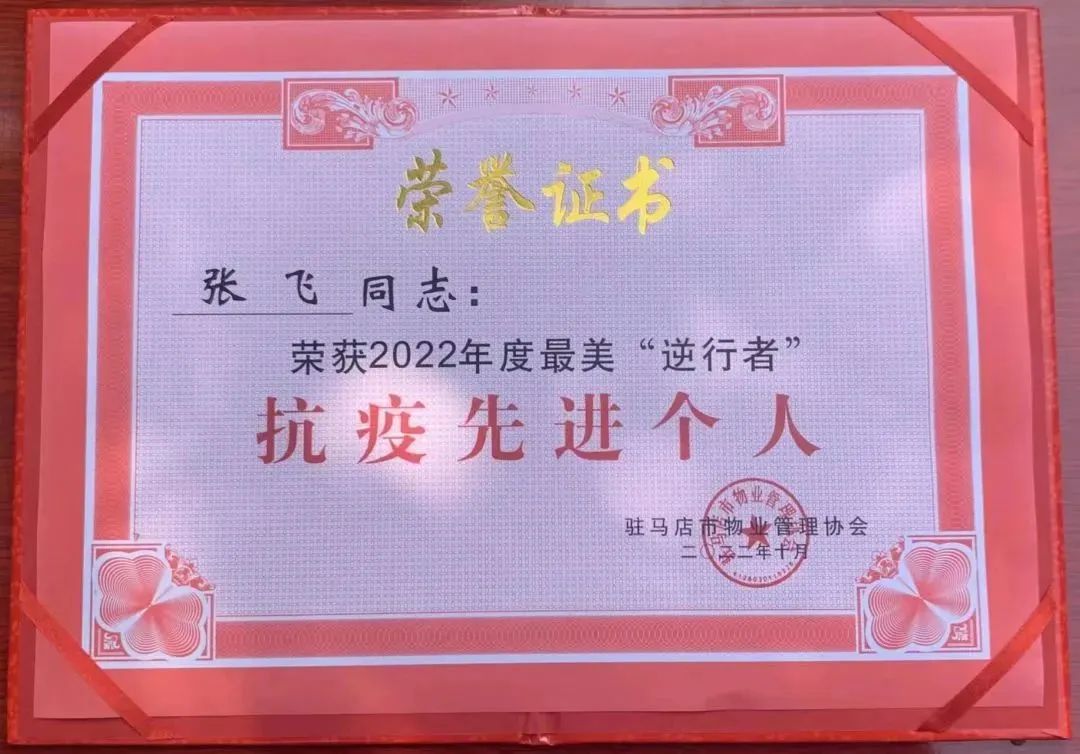 荣誉证书
张飞同志：
荣获2022年度最美“逆行者”
抗疫先进个人
驻马店市物业管理协会
二〇二二年十月